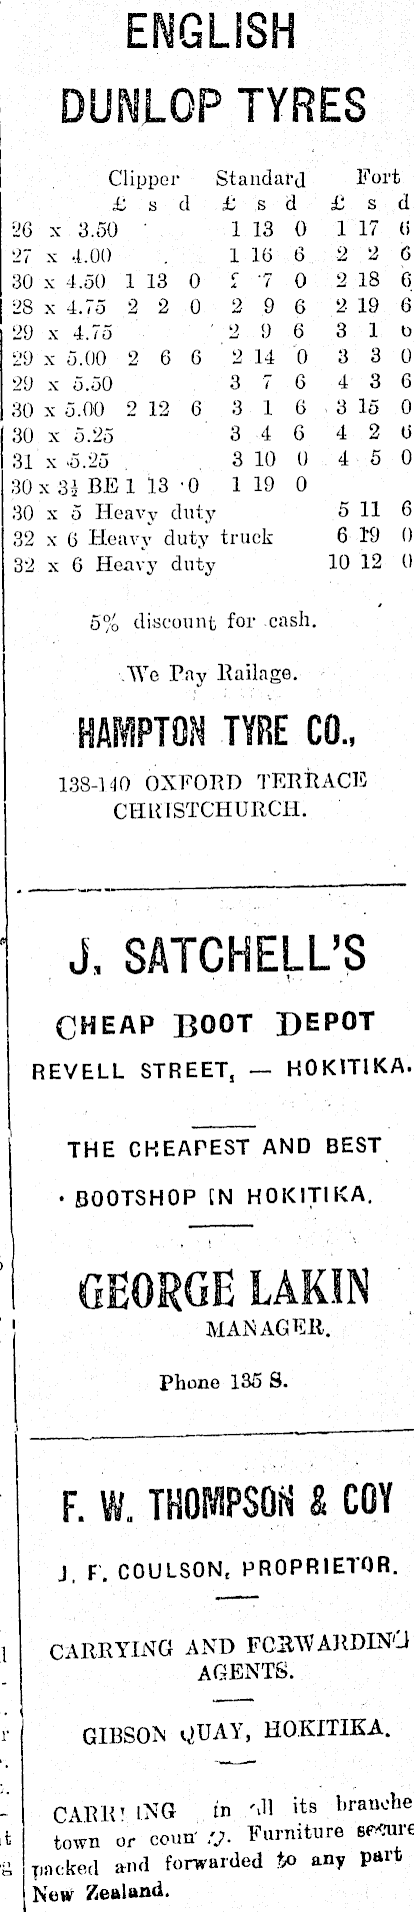 ENGLISH
DUNLOP TYRES
Clipper Standard Fort
£ s d £ s d £ s d
26 x 3.50 1 13 0 1 17 6
27 x 4.00 1 16 6 2 2 6
30 x 4.50 1 13 0 7 0 2 18 6
28 x 4.75 2 2 0 2 9 6 2 19 6
29 x 4.75 2 9 6 3 1 6
29 x 5.00 2 6 6 2 14 0 3 3 0
29 x 5.50 3 7 6 4 3 6
30 x 5.00 2 12 6 3 1 6 3 15 0
30 x 5.25 3 4 6 4 2 6
31 x 5.25 3 10 0 4 5 0
30 x 3½ BE 1 13 0 1 19 0
30 x 5 Heavy duty 5 11 6
32 x 6 Heavy duty truck 6 19 0
32 x 6 Heavy duty 10 12 0
5% discount for cash.
We Pay Railage.
HAMPTON TYRE CO.,
138-140 OXFORD TERRACE
CHRISTCHURCH.
J. SATCHELL'S
CHEAP BOOT DEPOT
REVELL STREET, — HOKITIKA.
THE CHEAPEST AND BEST
BOOTSHOP IN HOKITIKA.
GEORGE LAKIN
MANAGER.
Phone 135 S.
F. W. THOMPSON & COY
J. F. COULSON, PROPRIETOR.
CARRYING AND FORWARDING
AGENTS.
GIBSON QUAY, HOKITIKA.
CARRYING in all its branche
town or country. Furniture secure
packed and forwarded to any part
New Zealand.